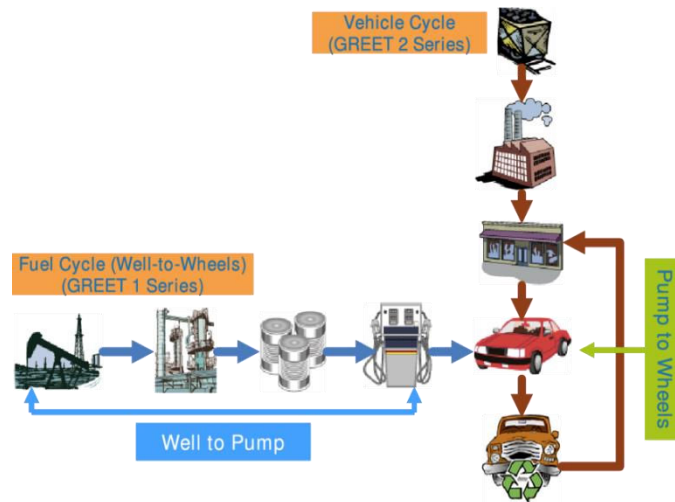 Vehicle Cycle
(GREET 2 Series)
Fuel Cycle (Well-to-Wheels)
(GREET 1 Series)
Well to Pump
Pump to Wheels